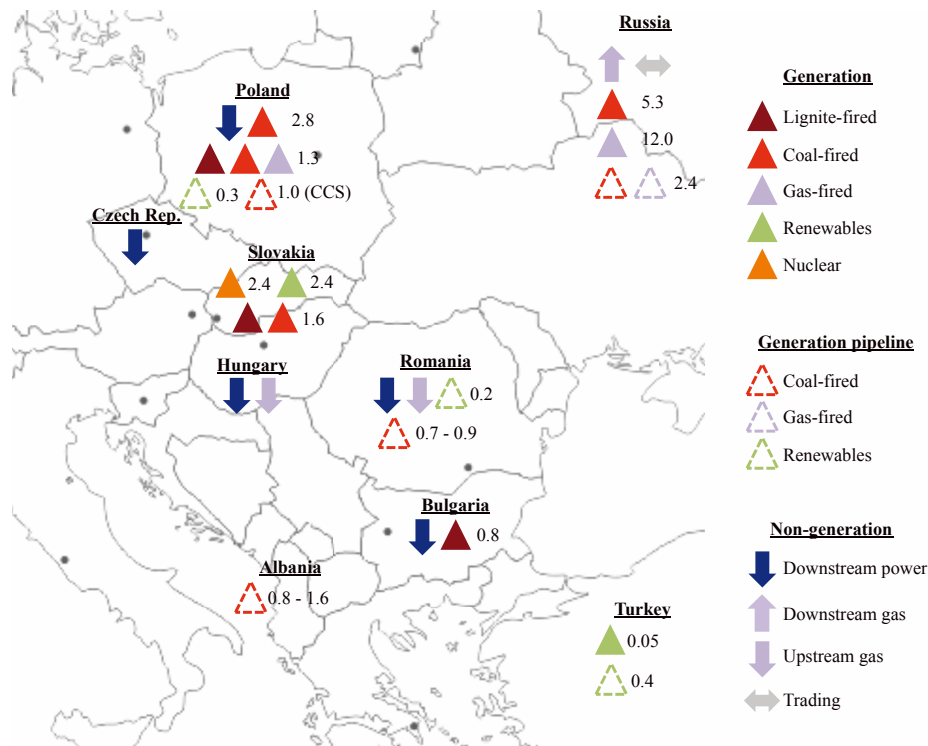 Russia
5.3
12.0
2.4
Poland
2.8
1.3
0.3
1.0 (CCS)
Czech Rep.
Slovakia
2.4
2.4
1.6
Hungary
Romania
0.2
0.7 - 0.9
Bulgaria
0.8
Albania
0.8 - 1.6
Turkey
0.05
0.4
Generation
Lignite-fired
Coal-fired
Gas-fired
Renewables
Nuclear
Generation pipeline
Coal-fired
Gas-fired
Renewables
Non-generation
Downstream power
Downstream gas
Upstream gas
Trading